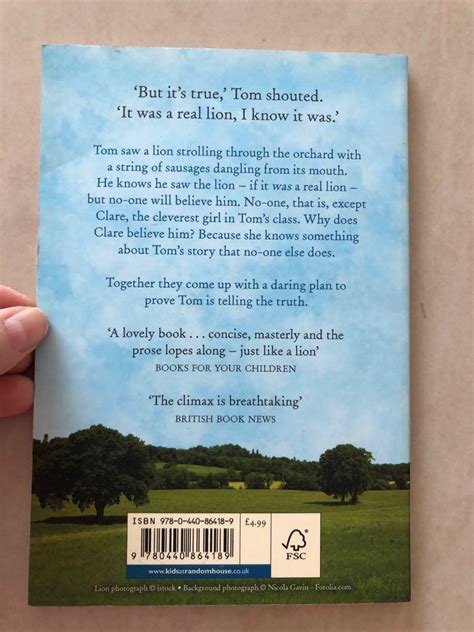 ‘But it’s true,’ Tom shouted.
‘It was a real lion, I know it was.’
Tom saw a lion strolling through the orchard with
a string of sausages dangling from its mouth.
He knows he saw the lion – if it was a real lion –
but no-one will believe him. No-one, that is, except
Clare, the cleverest girl in Tom’s class. Why does
Clare believe him? Because she knows something
about Tom’s story that no-one else does.
Together they come up with a daring plan to
prove Tom is telling the truth.
‘A lovely book . . . concise, masterly and the
prose lopes along – just like a lion’
BOOKS FOR YOUR CHILDREN
‘The climax is breathtaking’
BRITISH BOOK NEWS
ISBN 978-0-440-86418-9
£4.99
9 780440 864189
FSC
www.kidsatrandomhouse.co.uk
Lion photograph © istock • Background photograph © Nicola Gavin - Fotolia.com